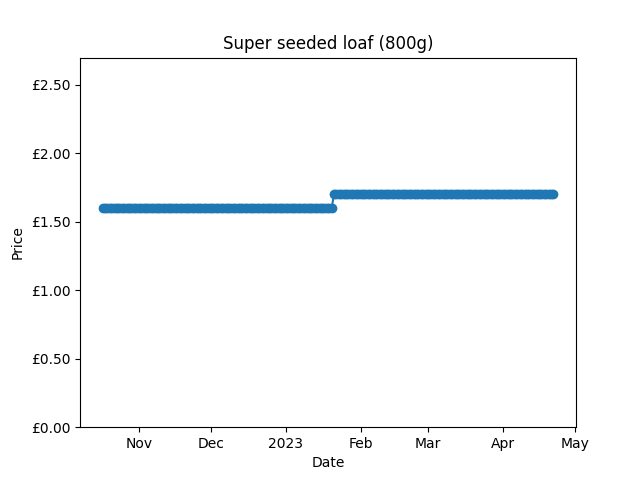 Super seeded loaf (800g)
£2.50
£2.00
£1.50
£1.00
£0.50
£0.00
Price
Nov Dec 2023 Feb Mar Apr May
Date